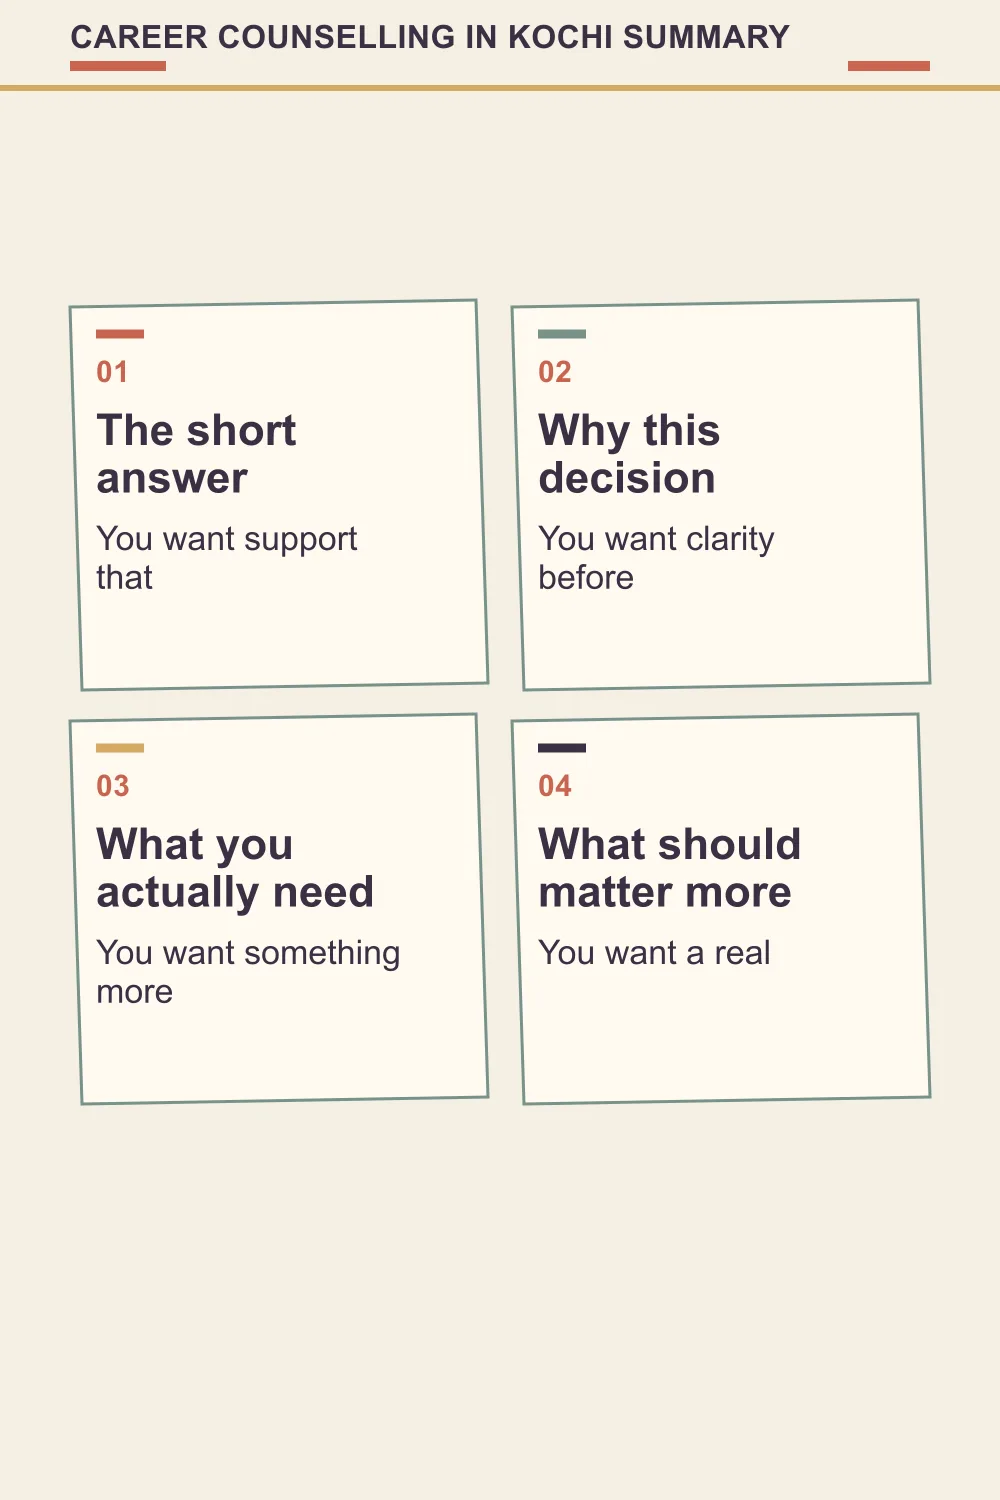 CAREER COUNSELLING IN KOCHI SUMMARY
01
The short
answer
You want support
that
02
Why this
decision
You want clarity
before
03
What you
actually need
You want something
more
04
What should
matter more
You want a real